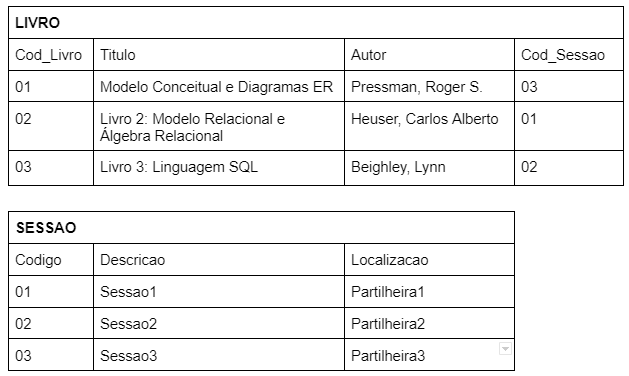 LIVRO
Cod_Livro Titulo Autor Cod_Sessao
01 Modelo Conceitual e Diagramas ER Pressman, Roger S. 03
02 Livro 2: Modelo Relacional e Álgebra Relacional Heuser, Carlos Alberto 01
03 Livro 3: Linguagem SQL Beighley, Lynn 02
SESSAO
Codigo Descricao Localizacao
01 Sessao1 Partilheira1
02 Sessao2 Partilheira2
03 Sessao3 Partilheira3